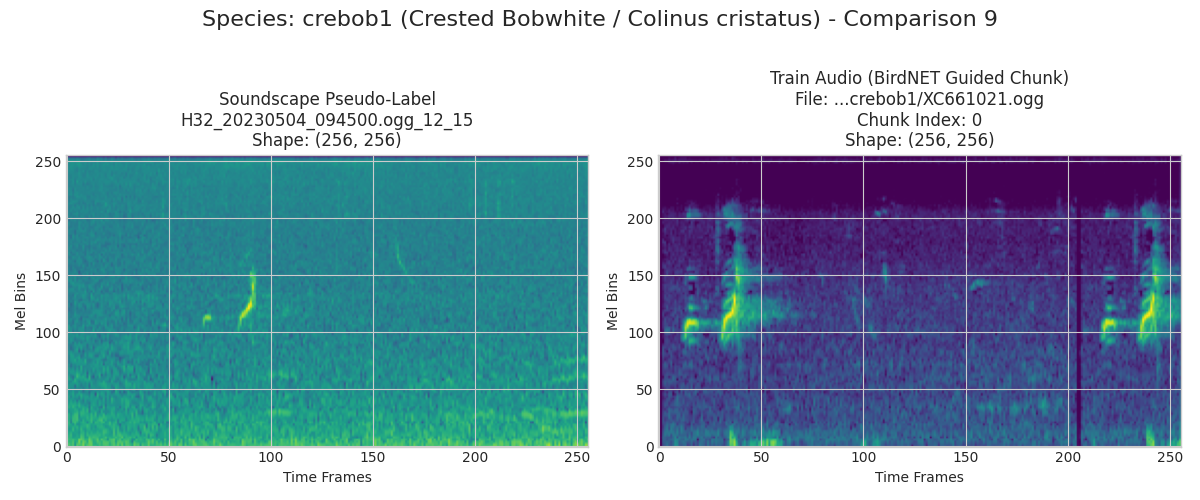 Species: crebob1 (Crested Bobwhite / Colinus cristatus) - Comparison 9
Soundscape Pseudo-Label
H32_20230504_094500.ogg_12_15
Shape: (256, 256)
Train Audio (BirdNET Guided Chunk)
File: ...crebob1/XC661021.ogg
Chunk Index: 0
Shape: (256, 256)
Mel Bins
250
200
150
100
50
0
0 50 100 150 200 250
Time Frames
Mel Bins
250
200
150
100
50
0
0 50 100 150 200 250
Time Frames